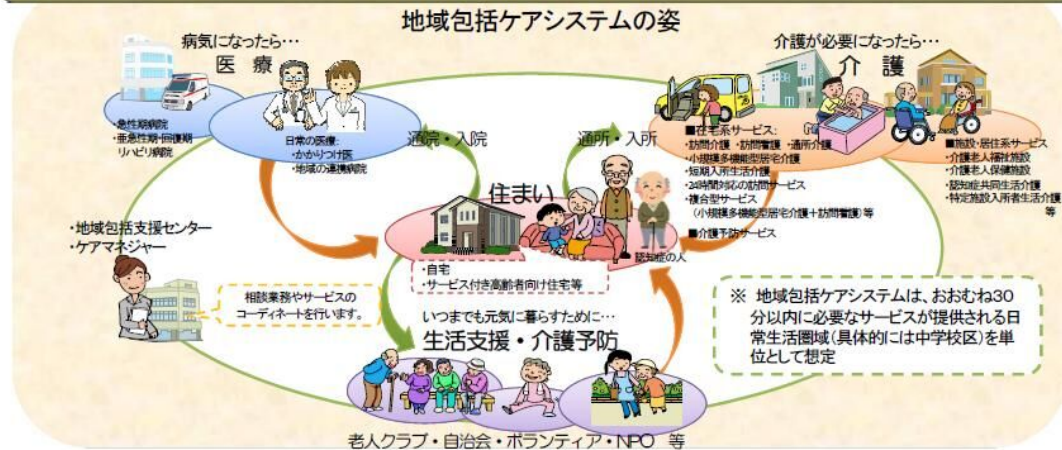 地域包括ケアシステムの姿
病気になったら…
医 療
介護が必要になったら…
介 護
・急性期病院
・亜急性期・回復期
リハビリ病院
日常の医療:
・かかりつけ医
・地域の連携病院
通院・入院
通所・入所
■在宅系サービス:
・訪問介護 ・訪問看護 ・通所介護
・小規模多機能型居宅介護
・短期入所生活介護
・24時間対応の訪問サービス
・複合型サービス
(小規模多機能型居宅介護+訪問看護)等
■介護予防サービス
■施設・居住系サービス
・介護老人福祉施設
・介護老人保健施設
・認知症共同生活介護
・特定施設入所者生活介護
等
住まい
認知症の人
・自宅
・サービス付き高齢者向け住宅等
・地域包括支援センター
・ケアマネジャー
相談業務やサービスの
コーディネートを行います。
いつまでも元気に暮らすために…
生活支援・介護予防
老人クラブ・自治会・ボランティア・NPO 等
※ 地域包括ケアシステムは、おおむね30
分以内に必要なサービスが提供される日
常生活圏域(具体的には中学校区)を単
位として想定